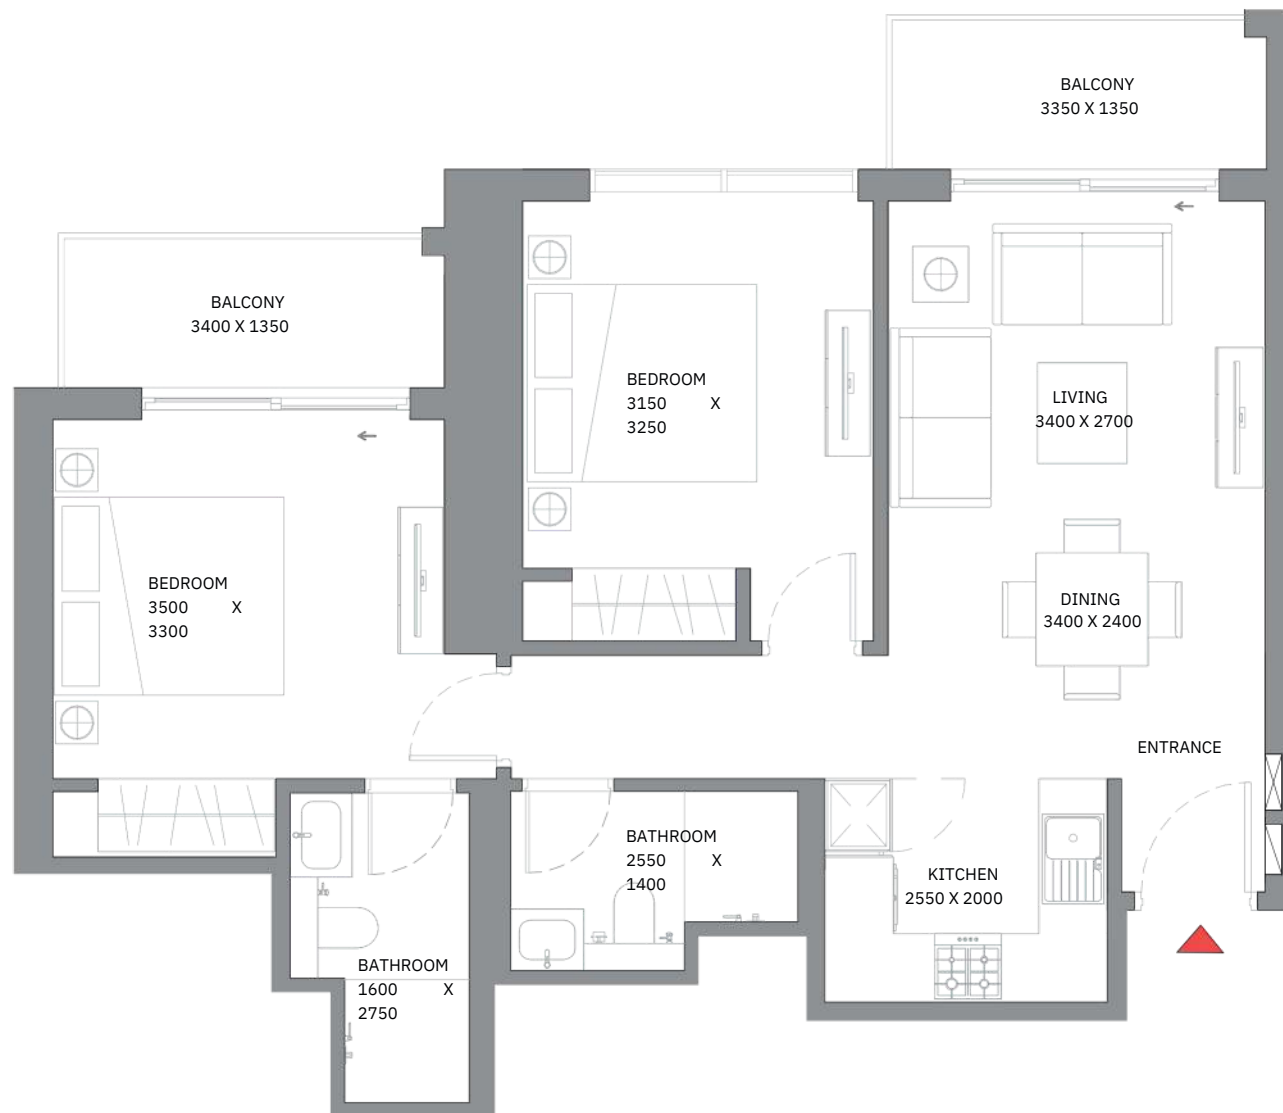 BALCONY
3350 X 1350
BALCONY
3400 X 1350
BEDROOM
3150 X
3250
LIVING
3400 X 2700
BEDROOM
3500 X
3300
DINING
3400 X 2400
ENTRANCE
BATHROOM
2550 X
1400
KITCHEN
2550 X 2000
BATHROOM
1600 X
2750